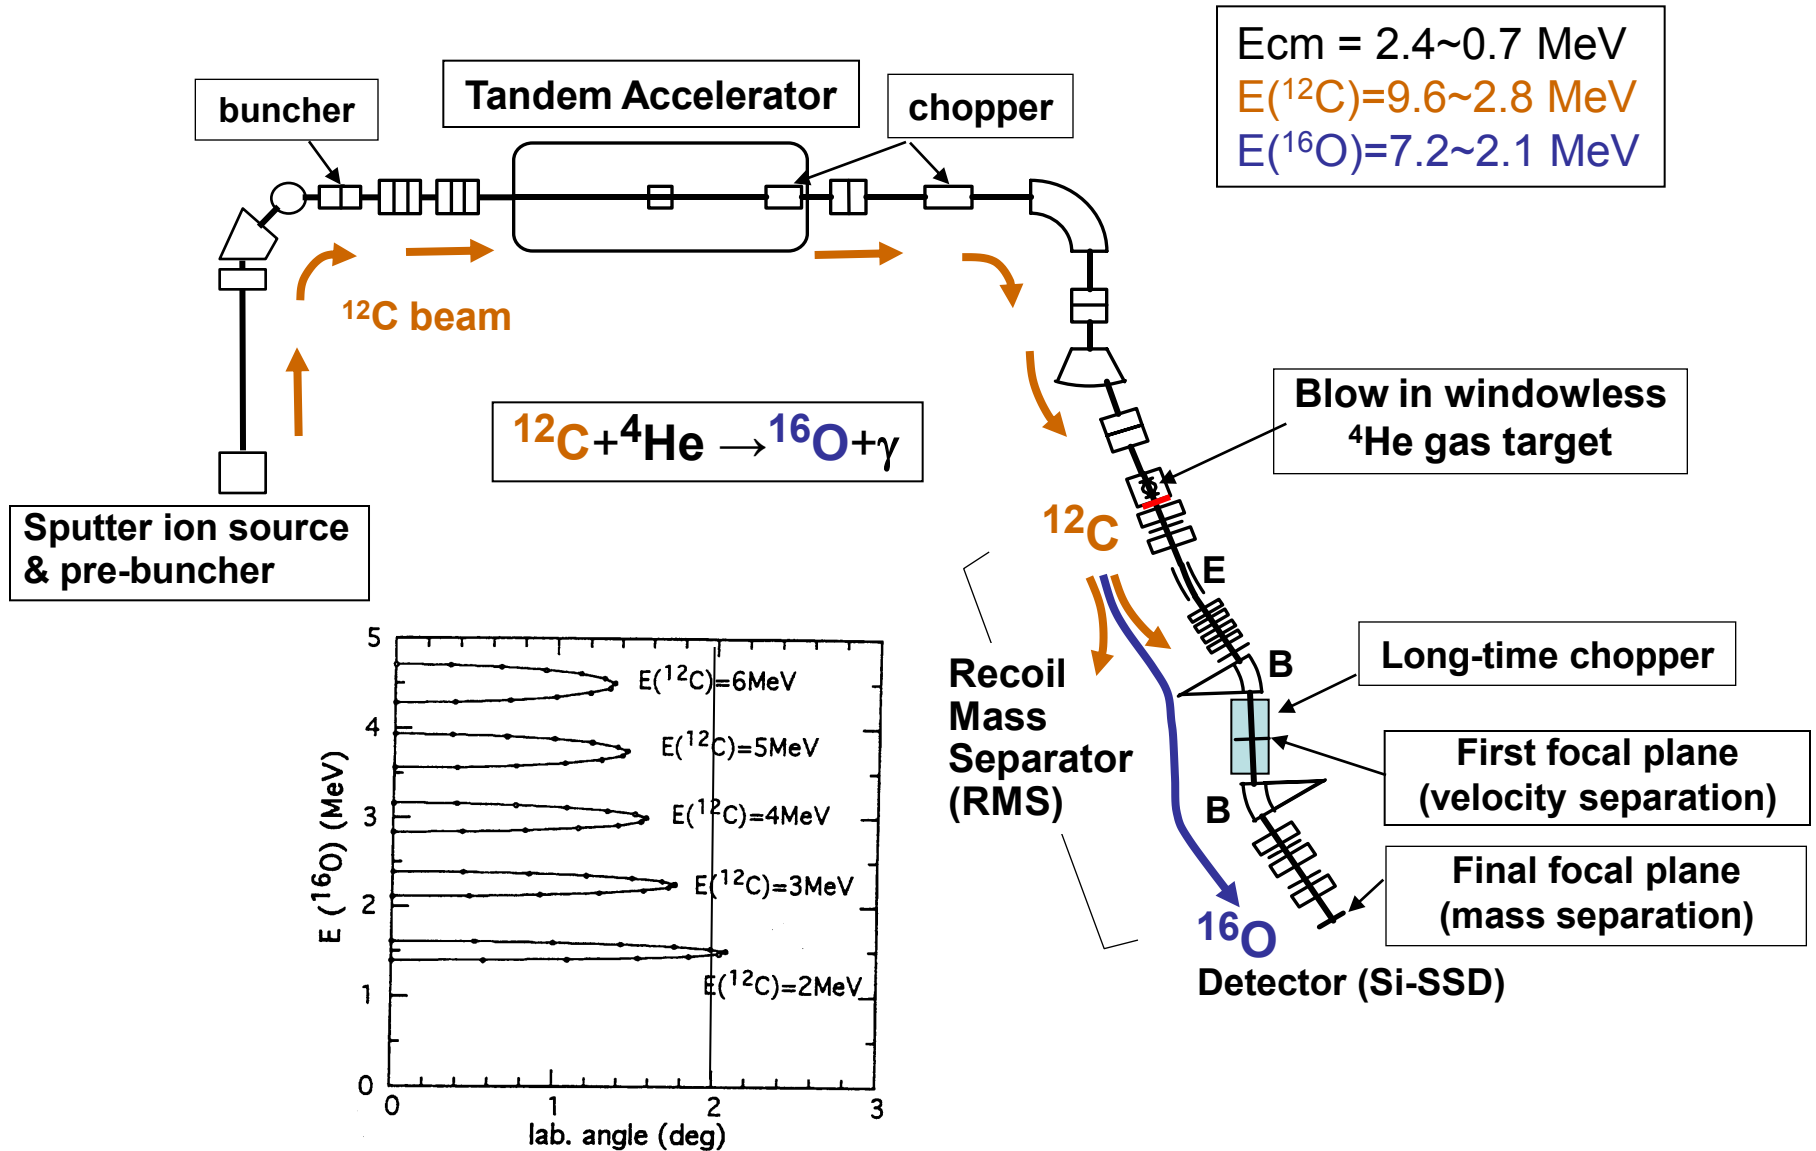 Ecm = 2.4~0.7 MeV
E(¹²C)=9.6~2.8 MeV
E(¹⁶O)=7.2~2.1 MeV
buncher
Tandem Accelerator
chopper
¹²C beam
¹²C+⁴He →¹⁶O+γ
Blow in windowless
⁴He gas target
Sputter ion source
& pre-buncher
¹²C
E
B
Recoil
Mass
Separator
(RMS)
Long-time chopper
First focal plane
(velocity separation)
B
Final focal plane
(mass separation)
¹⁶O
Detector (Si-SSD)
5
4
3
2
1
0
E (¹⁶O) (MeV)
E(¹²C)=6MeV
E(¹²C)=5MeV
E(¹²C)=4MeV
E(¹²C)=3MeV
E(¹²C)=2MeV
0 1 2 3
lab. angle (deg)